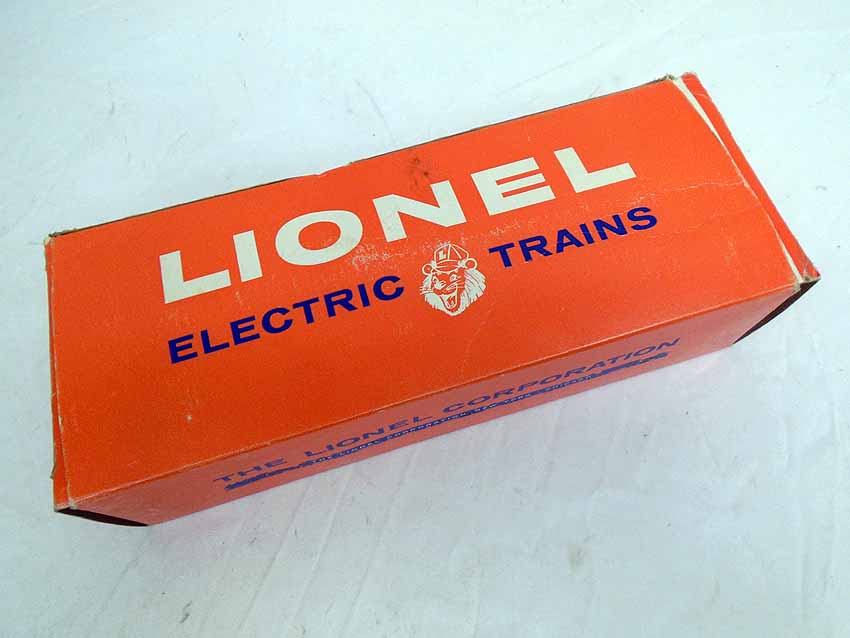 LIONEL
ELECTRIC TRAINS
THE LIONEL CORPORATION